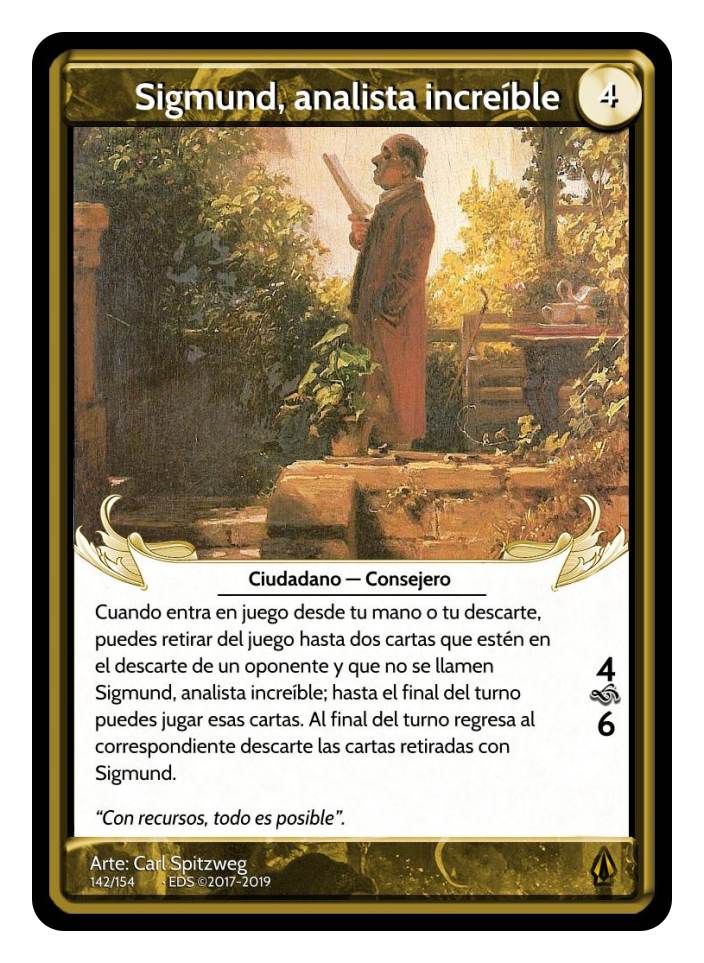 Sigmund, analista increíble
4
Ciudadano — Consejero
Cuando entra en juego desde tu mano o tu descarte,
puedes retirar del juego hasta dos cartas que estén en
el descarte de un oponente y que no se llamen
Sigmund, analista increíble; hasta el final del turno
puedes jugar esas cartas. Al final del turno regresa al
correspondiente descarte las cartas retiradas con
Sigmund.
4
6
“Con recursos, todo es posible”.
Arte: Carl Spitzweg
142/154 · EDS ©2017-2019